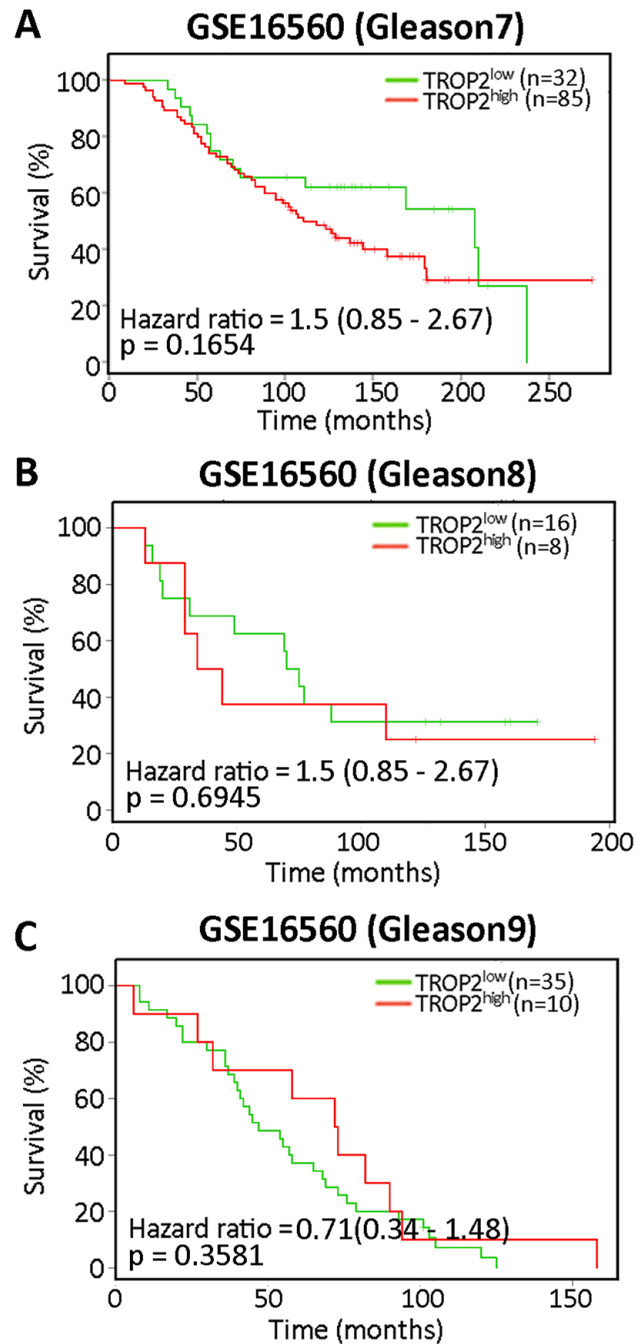 A
GSE16560 (Gleason7)
TROP2low (n=32)
TROP2high (n=85)
100
80
60
40
20
0
Survival (%)
Hazard ratio = 1.5 (0.85 - 2.67)
p = 0.1654
0 50 100 150 200 250
Time (months)
B
GSE16560 (Gleason8)
TROP2low (n=16)
TROP2high (n=8)
100
80
60
40
20
0
Survival (%)
Hazard ratio = 1.5 (0.85 - 2.67)
p = 0.6945
0 50 100 150 200
Time (months)
C
GSE16560 (Gleason9)
TROP2low (n=35)
TROP2high (n=10)
100
80
60
40
20
0
Survival (%)
Hazard ratio = 0.71(0.34 - 1.48)
p = 0.3581
0 50 100 150
Time (months)